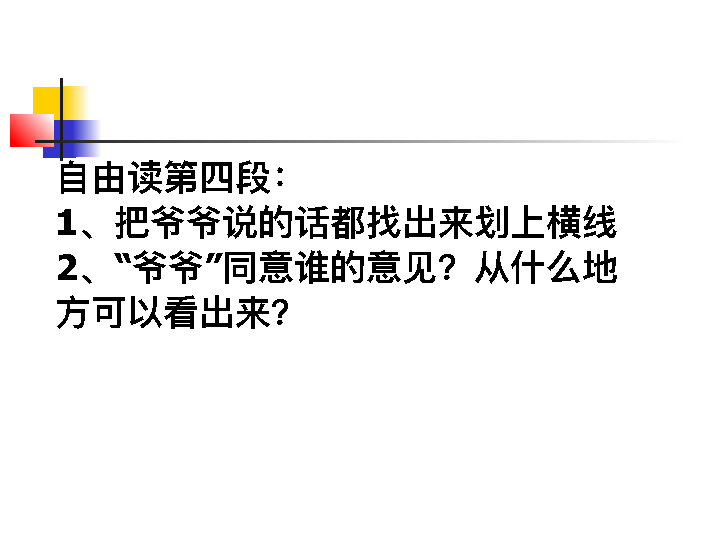 自由读第四段：
1、把爷爷说的话都找出来划上横线
2、“爷爷”同意谁的意见？从什么地
方可以看出来？